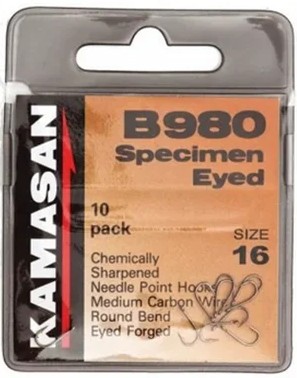 KAMASAN
B980
Specimen
Eyed
10
pack
SIZE
16
Chemically
Sharpened
Needle Point Hooks
Medium Carbon Wire
Round Bend
Eyed Forged